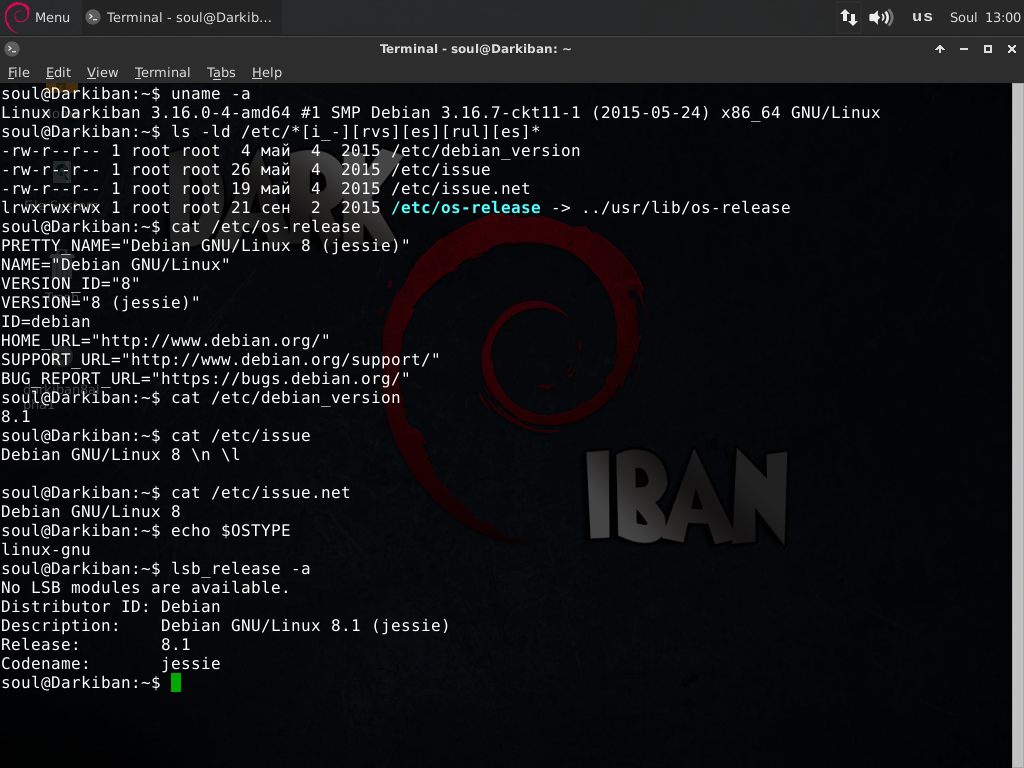 Menu Terminal - soul@Darkib... us Soul 13:00
Terminal - soul@Darkiban: ~
File Edit View Terminal Tabs Help
soul@Darkiban:~$ uname -a
Linux Darkiban 3.16.0-4-amd64 #1 SMP Debian 3.16.7-ckt11-1 (2015-05-24) x86_64 GNU/Linux
soul@Darkiban:~$ ls -ld /etc/*[i_-][rvs][es][rul][es]*
-rw-r--r-- 1 root root  4 май  4  2015 /etc/debian_version
-rw-r--r-- 1 root root 26 май  4  2015 /etc/issue
-rw-r--r-- 1 root root 19 май  4  2015 /etc/issue.net
lrwxrwxrwx 1 root root 21 сен  2  2015 /etc/os-release -> ../usr/lib/os-release
soul@Darkiban:~$ cat /etc/os-release
PRETTY_NAME="Debian GNU/Linux 8 (jessie)"
NAME="Debian GNU/Linux"
VERSION_ID="8"
VERSION="8 (jessie)"
ID=debian
HOME_URL="http://www.debian.org/"
SUPPORT_URL="http://www.debian.org/support/"
BUG_REPORT_URL="https://bugs.debian.org/"
soul@Darkiban:~$ cat /etc/debian_version
8.1
soul@Darkiban:~$ cat /etc/issue
Debian GNU/Linux 8 \n \l
soul@Darkiban:~$ cat /etc/issue.net
Debian GNU/Linux 8
soul@Darkiban:~$ echo $OSTYPE
linux-gnu
soul@Darkiban:~$ lsb_release -a
No LSB modules are available.
Distributor ID: Debian
Description:    Debian GNU/Linux 8.1 (jessie)
Release:        8.1
Codename:       jessie
soul@Darkiban:~$
DARK
IBAN